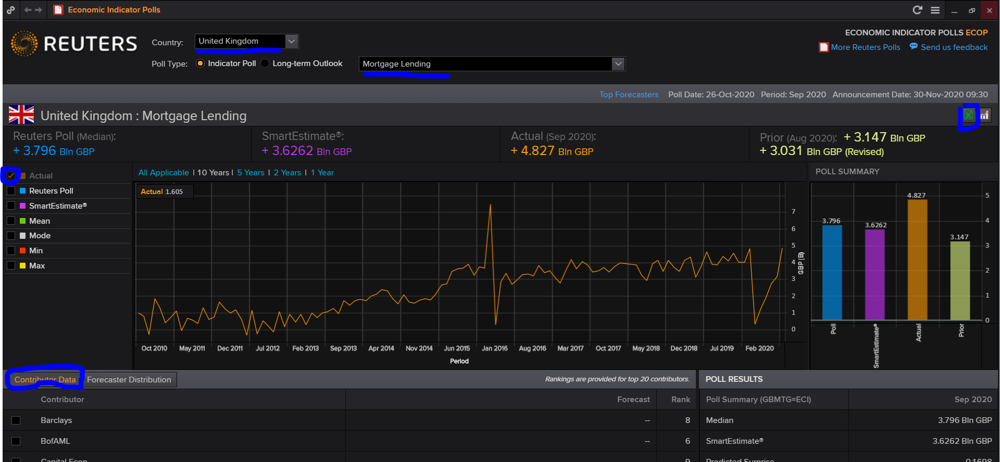 Economic Indicator Polls
REUTERS
Country:
United Kingdom
ECONOMIC INDICATOR POLLS ECOP
More Reuters Polls
Send us feedback
Poll Type:
Indicator Poll
Long-term Outlook
Mortgage Lending
Top Forecasters
Poll Date: 26-Oct-2020
Period: Sep 2020
Announcement Date: 30-Nov-2020 09:30
United Kingdom : Mortgage Lending
Reuters Poll (Median):
+ 3.796 Bln GBP
SmartEstimate®:
+ 3.6262 Bln GBP
Actual (Sep 2020):
+ 4.827 Bln GBP
Prior (Aug 2020): + 3.147 Bln GBP
+ 3.031 Bln GBP (Revised)
Actual
Reuters Poll
SmartEstimate®
Mean
Mode
Min
Max
All Applicable | 10 Years | 5 Years | 2 Years | 1 Year
Actual 1.605
7
6
5
4
3
2
1
0
GBP (B)
Oct 2010 May 2011 Dec 2011 Jul 2012 Feb 2013 Sep 2013 Apr 2014 Nov 2014 Jun 2015 Jan 2016 Aug 2016 Mar 2017 Oct 2017 May 2018 Dec 2018 Jul 2019 Feb 2020
Period
POLL SUMMARY
3.796
3.6262
4.827
3.147
5
4
3
2
1
0
Poll
SmartEstimate®
Actual
Prior
Contributor Data
Forecaster Distribution
Rankings are provided for top 20 contributors.
Contributor Forecast Rank
Barclays -- 8
BofAML -- 6
Capital Econ 9
POLL RESULTS
Poll Summary (GBMTG=ECI) Sep 2020
Median 3.796 Bln GBP
SmartEstimate® 3.6262 Bln GBP
Predicted Surprise 0.1698